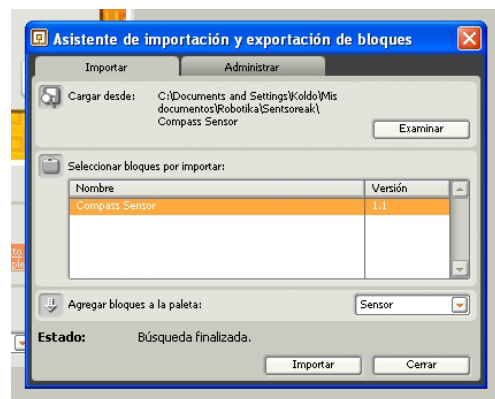 Asistente de importación y exportación de bloques
Importar
Administrar
Cargar desde:
C:\Documents and Settings\Koldo\Mis
documentos\Robotika\Sentsoreak\
Compass Sensor
Examinar
Seleccionar bloques por importar:
Nombre
Versión
Compass Sensor
1.1
Agregar bloques a la paleta:
Sensor
Estado:
Búsqueda finalizada.
Importar
Cerrar